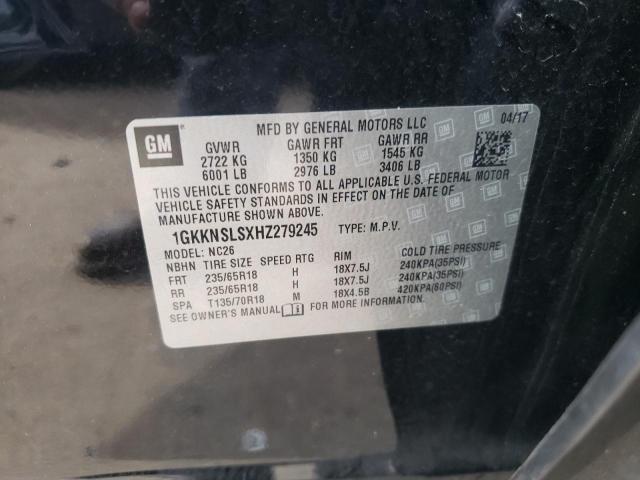 GM
MFD BY GENERAL MOTORS LLC
04/17
GVWR GAWR FRT GAWR RR
2722 KG 1350 KG 1545 KG
6001 LB 2976 LB 3406 LB
THIS VEHICLE CONFORMS TO ALL APPLICABLE U.S. FEDERAL MOTOR
VEHICLE SAFETY STANDARDS IN EFFECT ON THE DATE OF
MANUFACTURE SHOWN ABOVE.
1GKKNSLSXHZ279245 TYPE: M.P.V.
MODEL: NC26
NBHN TIRE SIZE SPEED RTG RIM COLD TIRE PRESSURE
FRT 235/65R18 H 18X7.5J 240KPA(35PSI)
RR 235/65R18 H 18X7.5J 240KPA(35PSI)
SPA T135/70R18 M 18X4.5B 420KPA(60PSI)
SEE OWNER'S MANUAL FOR MORE INFORMATION.